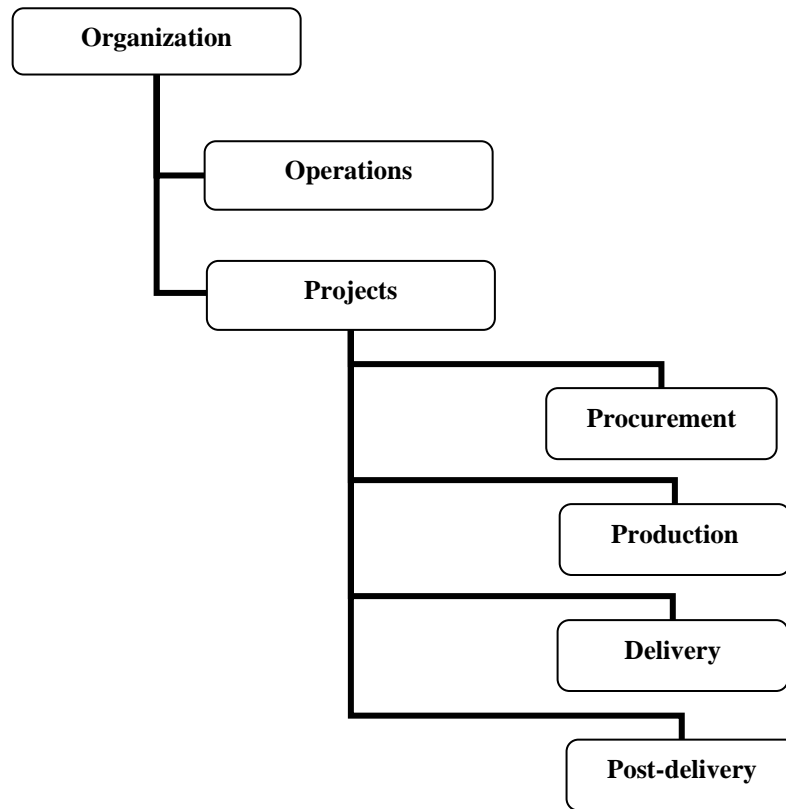 Organization
Operations
Projects
Procurement
Production
Delivery
Post-delivery